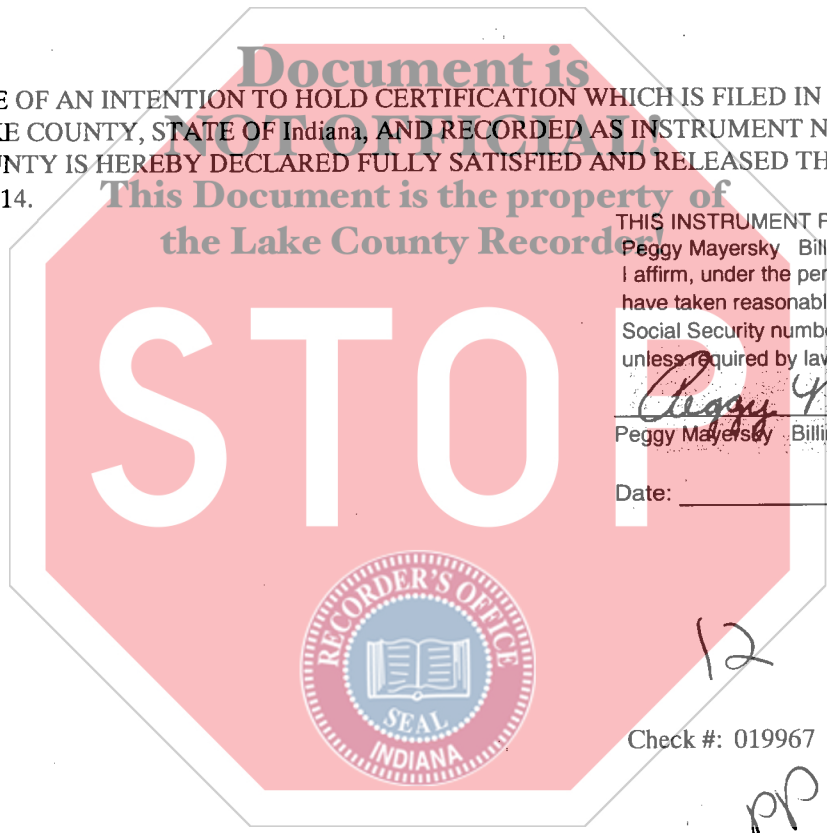 Document is
E OF AN INTENTION TO HOLD CERTIFICATION WHICH IS FILED IN
KE COUNTY, STATE OF Indiana, AND RECORDED AS INSTRUMENT N
NOT OFFICIAL!
UNTY IS HEREBY DECLARED FULLY SATISFIED AND RELEASED TH
14.
This Document is the property of
the Lake County Recorder!
THIS INSTRUMENT P
Peggy Mayersky Bill
I affirm, under the per
have taken reasonabl
Social Security numbe
unless required by law
Peggy
Peggy Mayersky Billi
Date:
STOP
RECORDER'S OFFICE
SEAL
INDIANA
12
Check #: 019967
pp